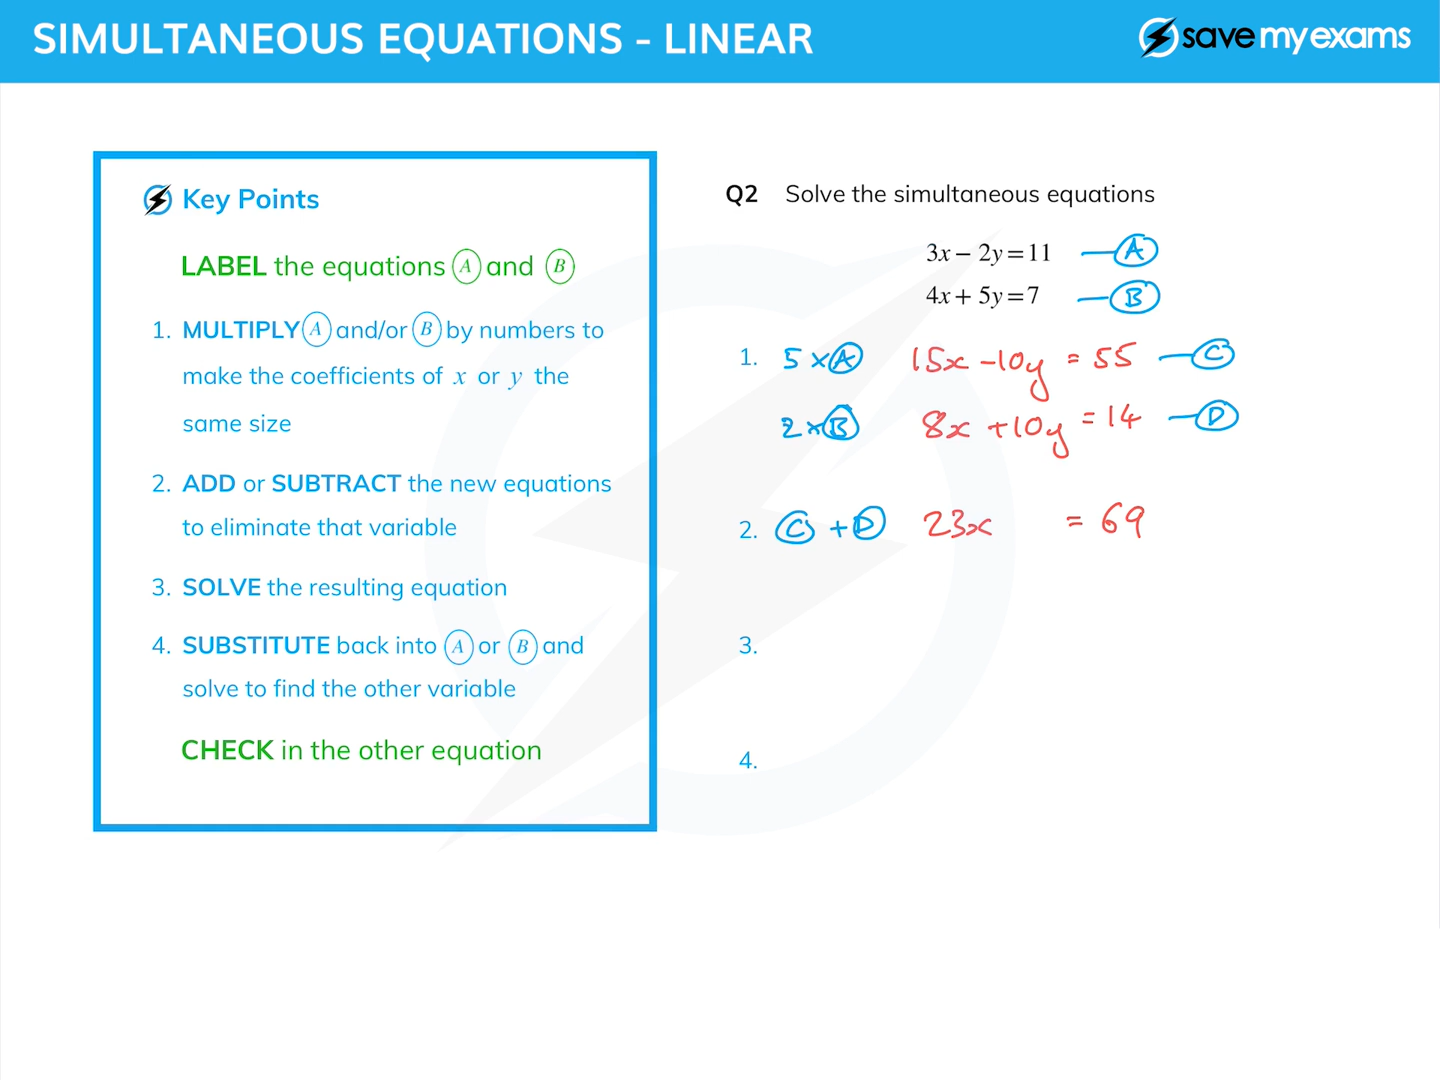 SIMULTANEOUS EQUATIONS - LINEAR
save my exams
Key Points
LABEL the equations A and B
1. MULTIPLY A and/or B by numbers to
make the coefficients of x or y the
same size
2. ADD or SUBTRACT the new equations
to eliminate that variable
3. SOLVE the resulting equation
4. SUBSTITUTE back into A or B and
solve to find the other variable
CHECK in the other equation
Q2 Solve the simultaneous equations
3x − 2y = 11 — A
4x + 5y = 7 — B
1. 5 × A 15x − 10y = 55 — C
2 × B 8x + 10y = 14 — D
2. C + D 23x = 69
3.
4.